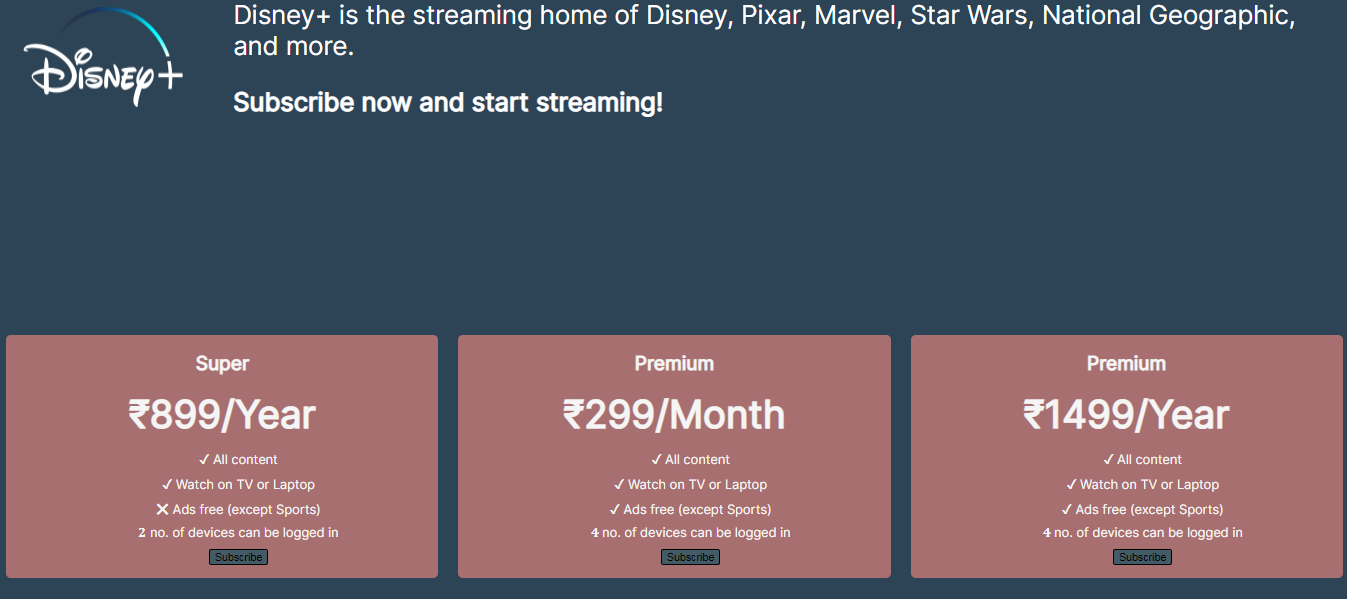 Disney+
Disney+ is the streaming home of Disney, Pixar, Marvel, Star Wars, National Geographic,
and more.
Subscribe now and start streaming!
Super
₹899/Year
✓ All content
✓ Watch on TV or Laptop
✕ Ads free (except Sports)
2 no. of devices can be logged in
Subscribe
Premium
₹299/Month
✓ All content
✓ Watch on TV or Laptop
✓ Ads free (except Sports)
4 no. of devices can be logged in
Subscribe
Premium
₹1499/Year
✓ All content
✓ Watch on TV or Laptop
✓ Ads free (except Sports)
4 no. of devices can be logged in
Subscribe